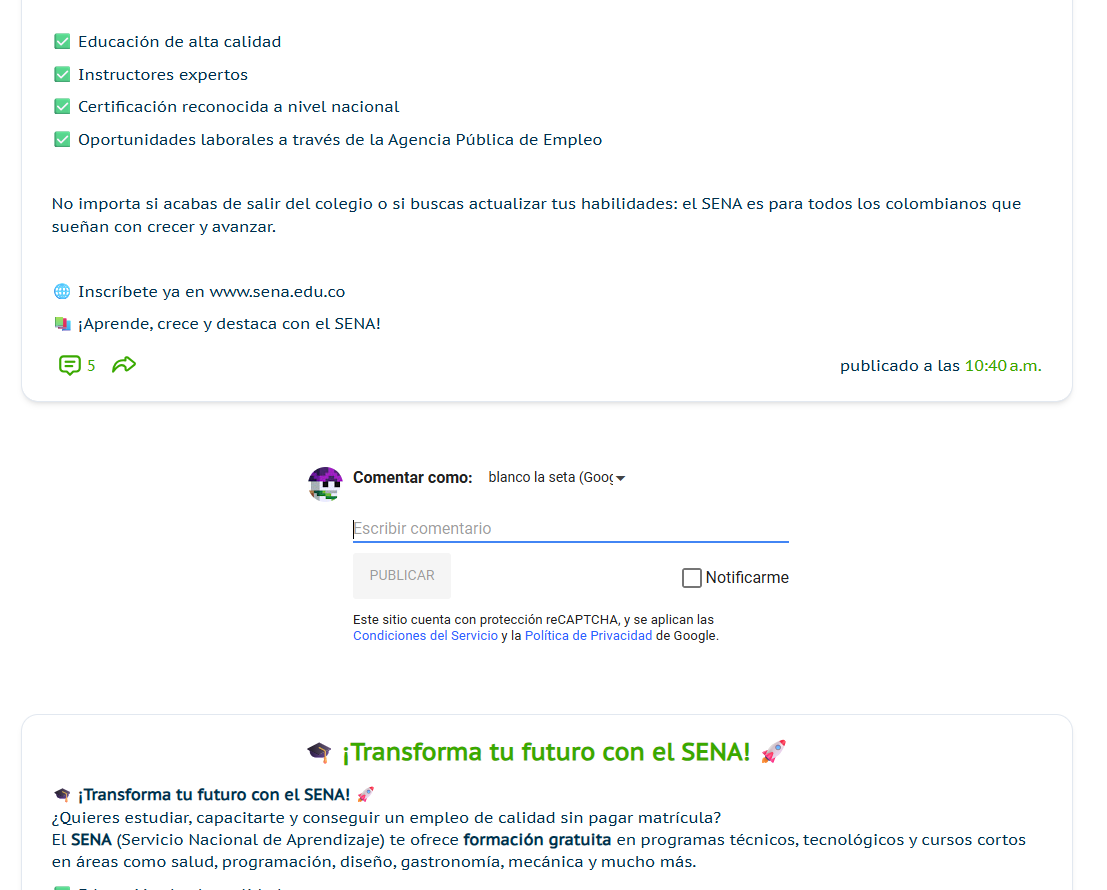 ✅ Educación de alta calidad
✅ Instructores expertos
✅ Certificación reconocida a nivel nacional
✅ Oportunidades laborales a través de la Agencia Pública de Empleo
No importa si acabas de salir del colegio o si buscas actualizar tus habilidades: el SENA es para todos los colombianos que
sueñan con crecer y avanzar.
🌐 Inscríbete ya en www.sena.edu.co
📚 ¡Aprende, crece y destaca con el SENA!
5
publicado a las 10:40 a.m.
Comentar como: blanco la seta (Goog
Escribir comentario
PUBLICAR
Notificarme
Este sitio cuenta con protección reCAPTCHA, y se aplican las
Condiciones del Servicio y la Política de Privacidad de Google.
🎓 ¡Transforma tu futuro con el SENA! 🚀
🎓 ¡Transforma tu futuro con el SENA! 🚀
¿Quieres estudiar, capacitarte y conseguir un empleo de calidad sin pagar matrícula?
El SENA (Servicio Nacional de Aprendizaje) te ofrece formación gratuita en programas técnicos, tecnológicos y cursos cortos
en áreas como salud, programación, diseño, gastronomía, mecánica y mucho más.